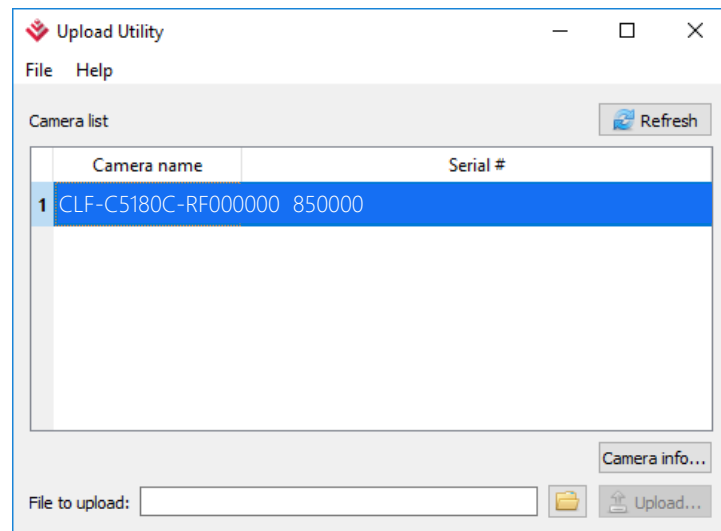 Upload Utility
File Help
Camera list Refresh
Camera name Serial #
1 CLF-C5180C-RF000000 850000
Camera info...
File to upload: Upload...